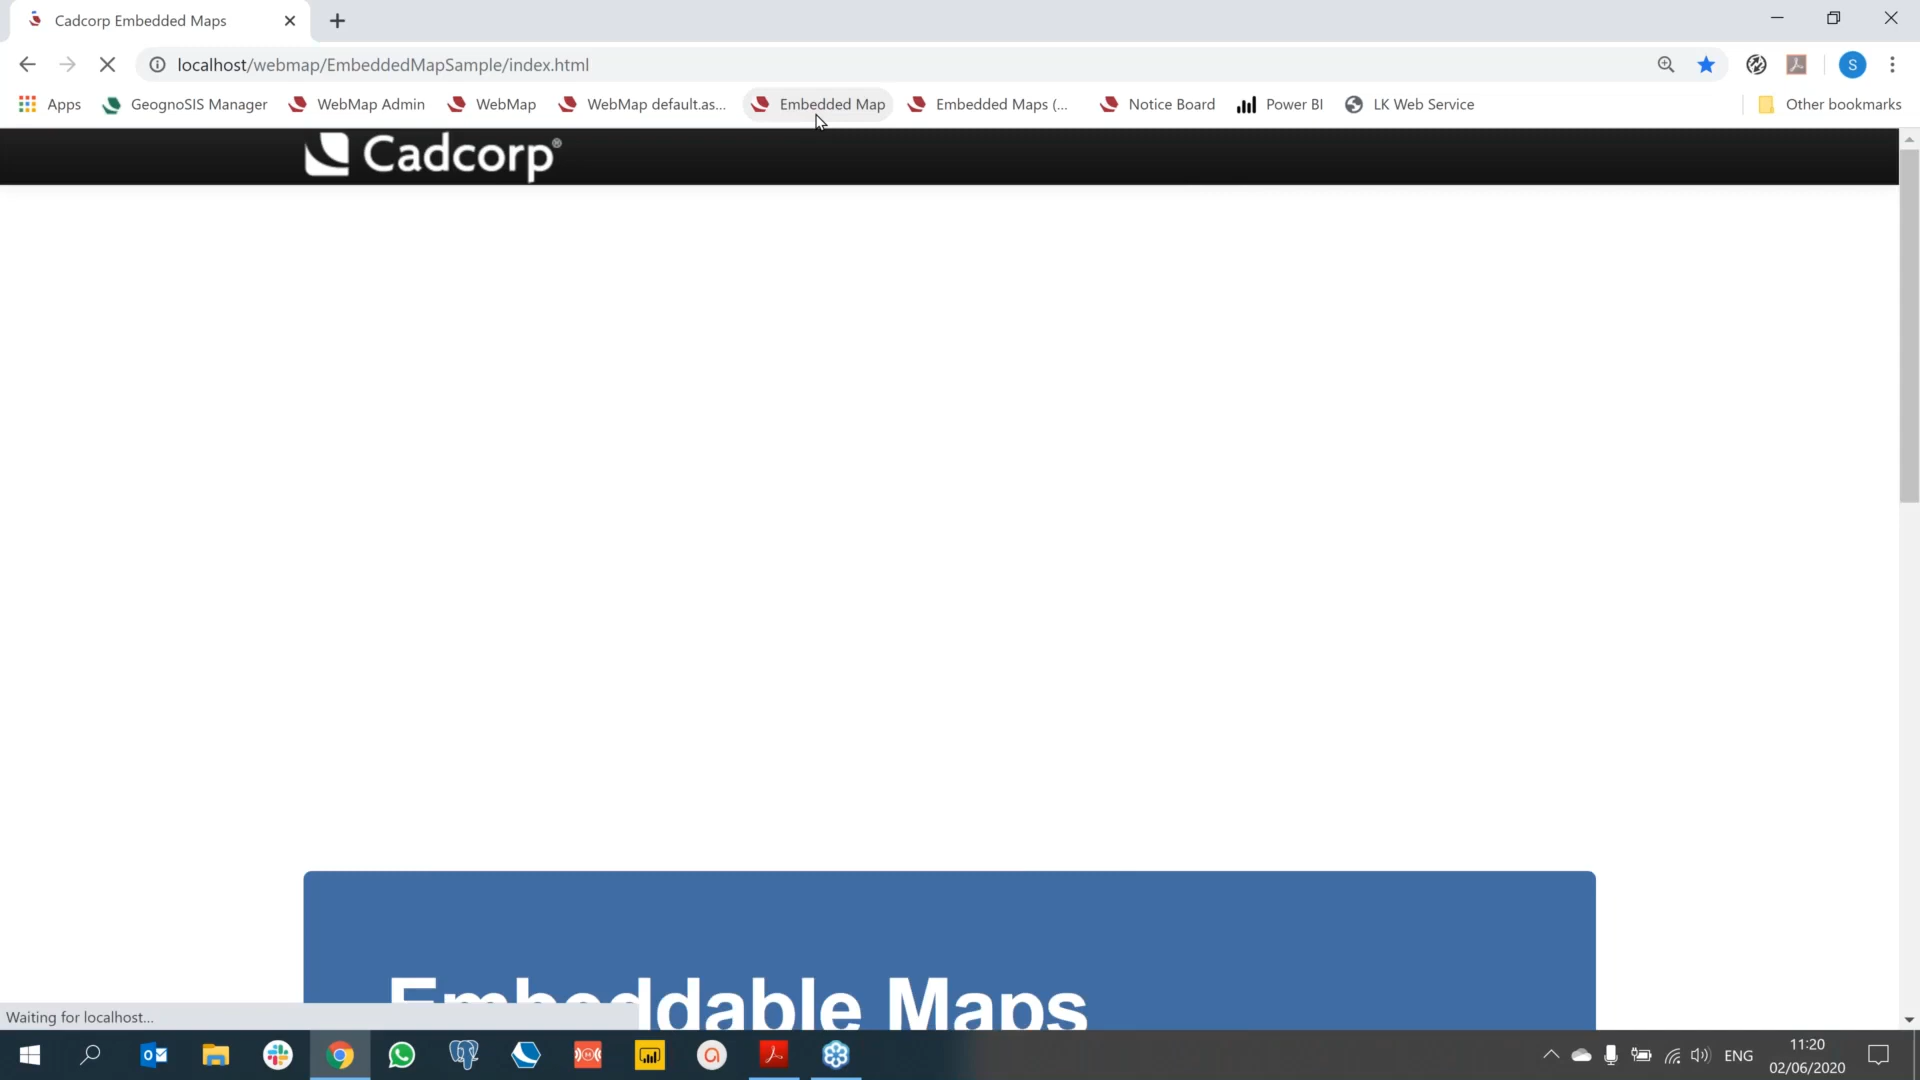 Cadcorp Embedded Maps
localhost/webmap/EmbeddedMapSample/index.html
S
Apps
GeognoSIS Manager
WebMap Admin
WebMap
WebMap default.as...
Embedded Map
Embedded Maps (...
Notice Board
Power BI
LK Web Service
Other bookmarks
Cadcorp®
Embeddable Maps
Waiting for localhost...
ENG
11:20
02/06/2020